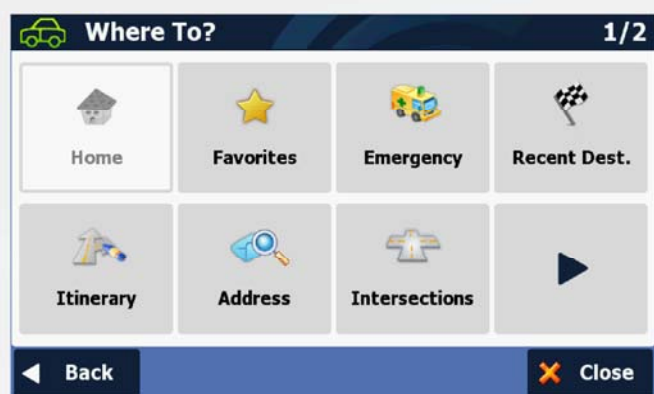 Where To? 1/2
Home Favorites Emergency Recent Dest.
Itinerary Address Intersections
Back Close